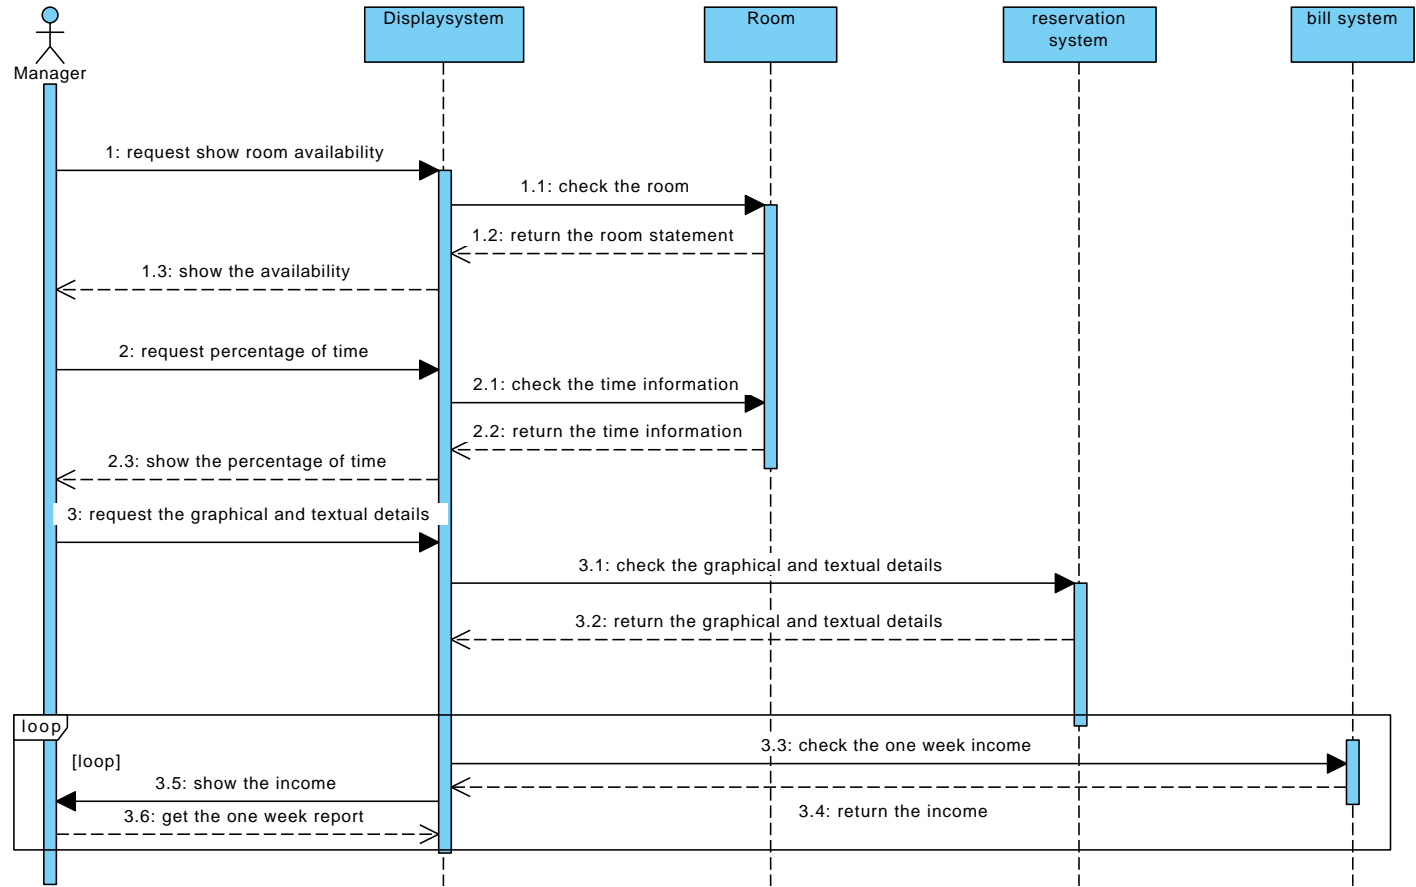 Manager
Displaysystem
Room
reservation
system
bill system
1: request show room availability
1.1: check the room
1.2: return the room statement
1.3: show the availability
2: request percentage of time
2.1: check the time information
2.2: return the time information
2.3: show the percentage of time
3: request the graphical and textual details
3.1: check the graphical and textual details
3.2: return the graphical and textual details
loop
[loop]
3.3: check the one week income
3.5: show the income
3.4: return the income
3.6: get the one week report